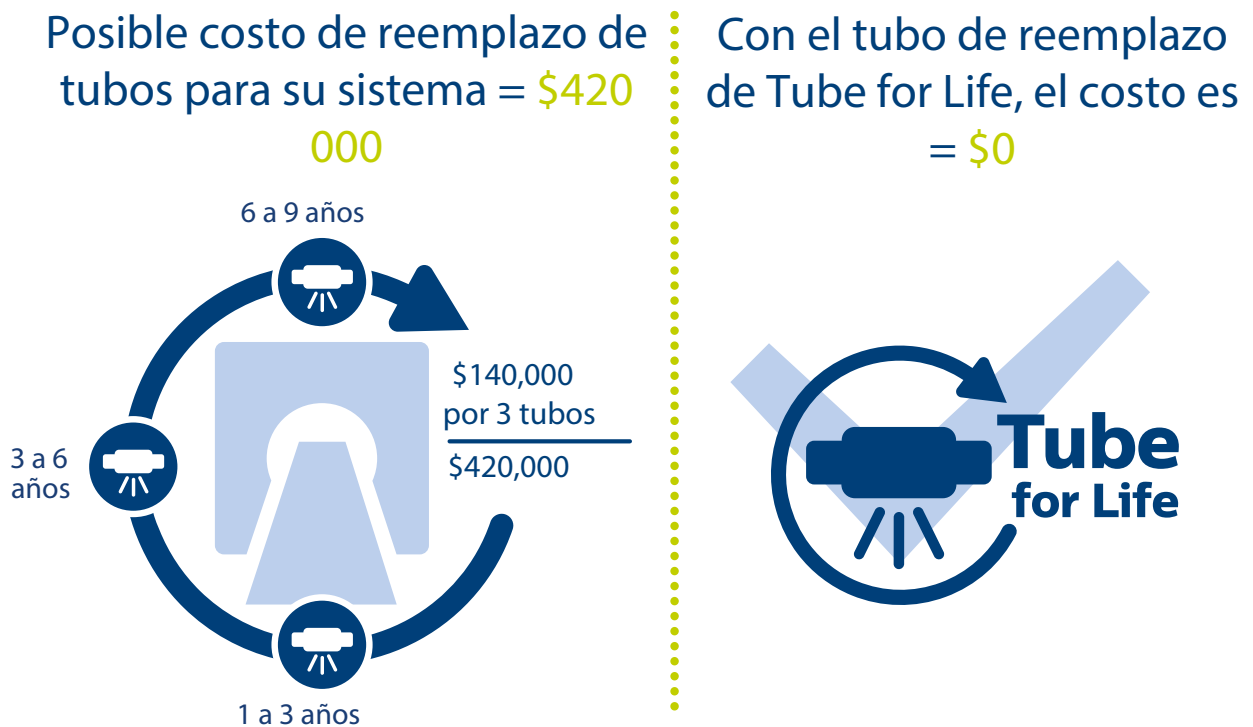 Posible costo de reemplazo de
tubos para su sistema = $420
000
6 a 9 años
$140,000
por 3 tubos
$420,000
3 a 6
años
1 a 3 años
Con el tubo de reemplazo
de Tube for Life, el costo es
= $0
Tube
for Life